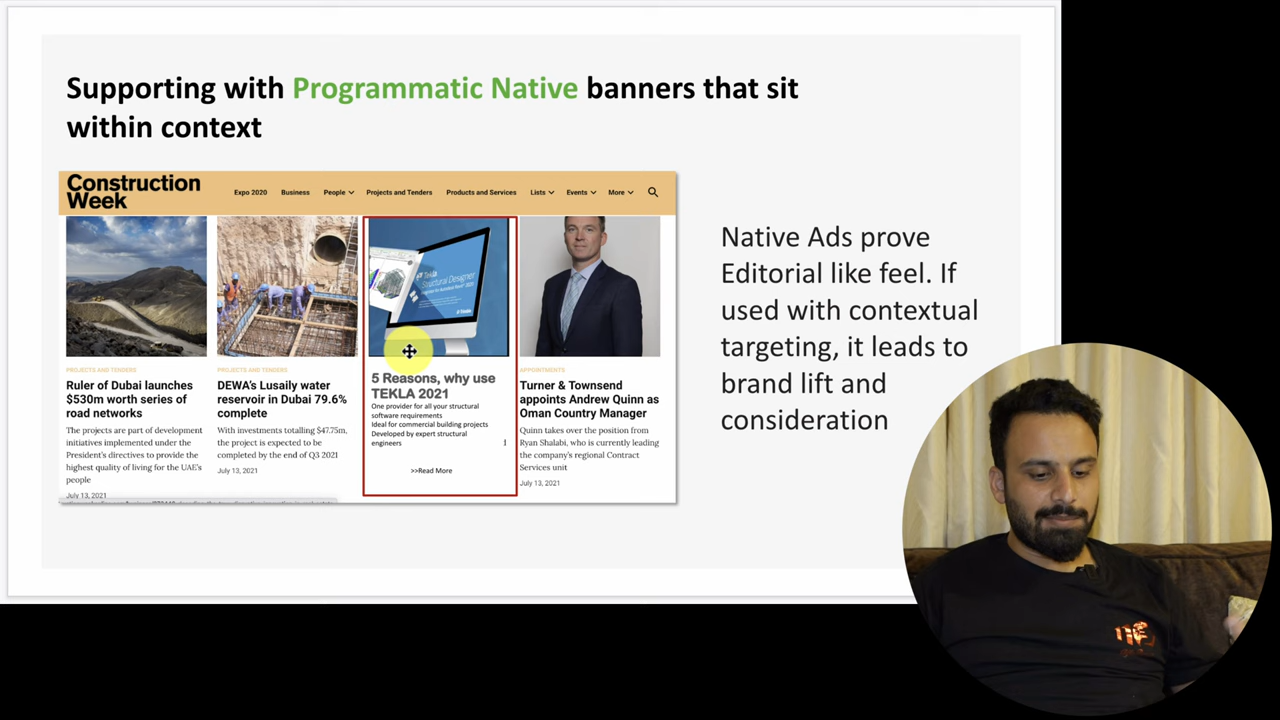 Supporting with Programmatic Native banners that sit
within context
Construction
Week
Expo 2020 Business People Projects and Tenders Products and Services Lists Events More
Tekla
Structural Designer
PROJECTS AND TENDERS
Ruler of Dubai launches
$530m worth series of
road networks
The projects are part of development
initiatives implemented under the
President's directives to provide the
highest quality of living for the UAE's
people
July 13, 2021
PROJECTS AND TENDERS
DEWA's Lusaily water
reservoir in Dubai 79.6%
complete
With investments totalling $47.75m,
the project is expected to be
completed by the end of Q3 2021
July 13, 2021
5 Reasons, why use
TEKLA 2021
One provider for all your structural
software requirements
Ideal for commercial building projects
Developed by expert structural
engineers
1
>>Read More
APPOINTMENTS
Turner & Townsend
appoints Andrew Quinn as
Oman Country Manager
Quinn takes over the position from
Ryan Shalabi, who is currently leading
the company's regional Contract
Services unit
July 13, 2021
Native Ads prove
Editorial like feel. If
used with contextual
targeting, it leads to
brand lift and
consideration